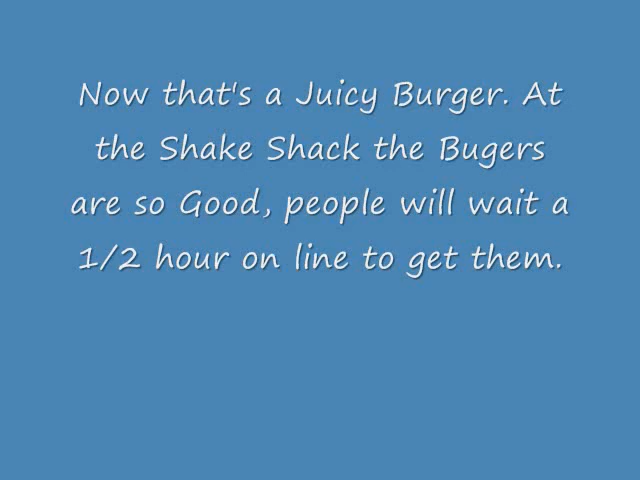 Now that's a Juicy Burger. At
the Shake Shack the Bugers
are so Good, people will wait a
1/2 hour on line to get them.